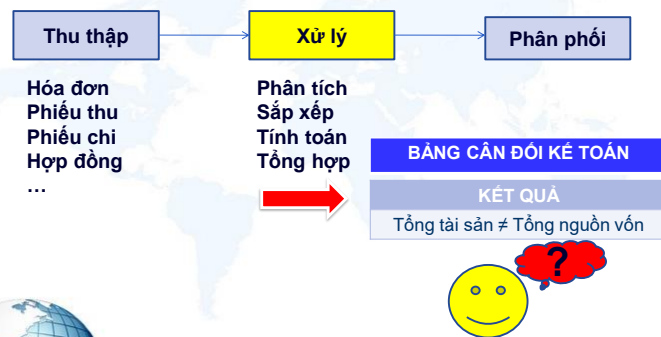 Thu thập
Xử lý
Phân phối
Hóa đơn
Phiếu thu
Phiếu chi
Hợp đồng
...
Phân tích
Sắp xếp
Tính toán
Tổng hợp
BẢNG CÂN ĐỐI KẾ TOÁN
KẾT QUẢ
Tổng tài sản ≠ Tổng nguồn vốn
?